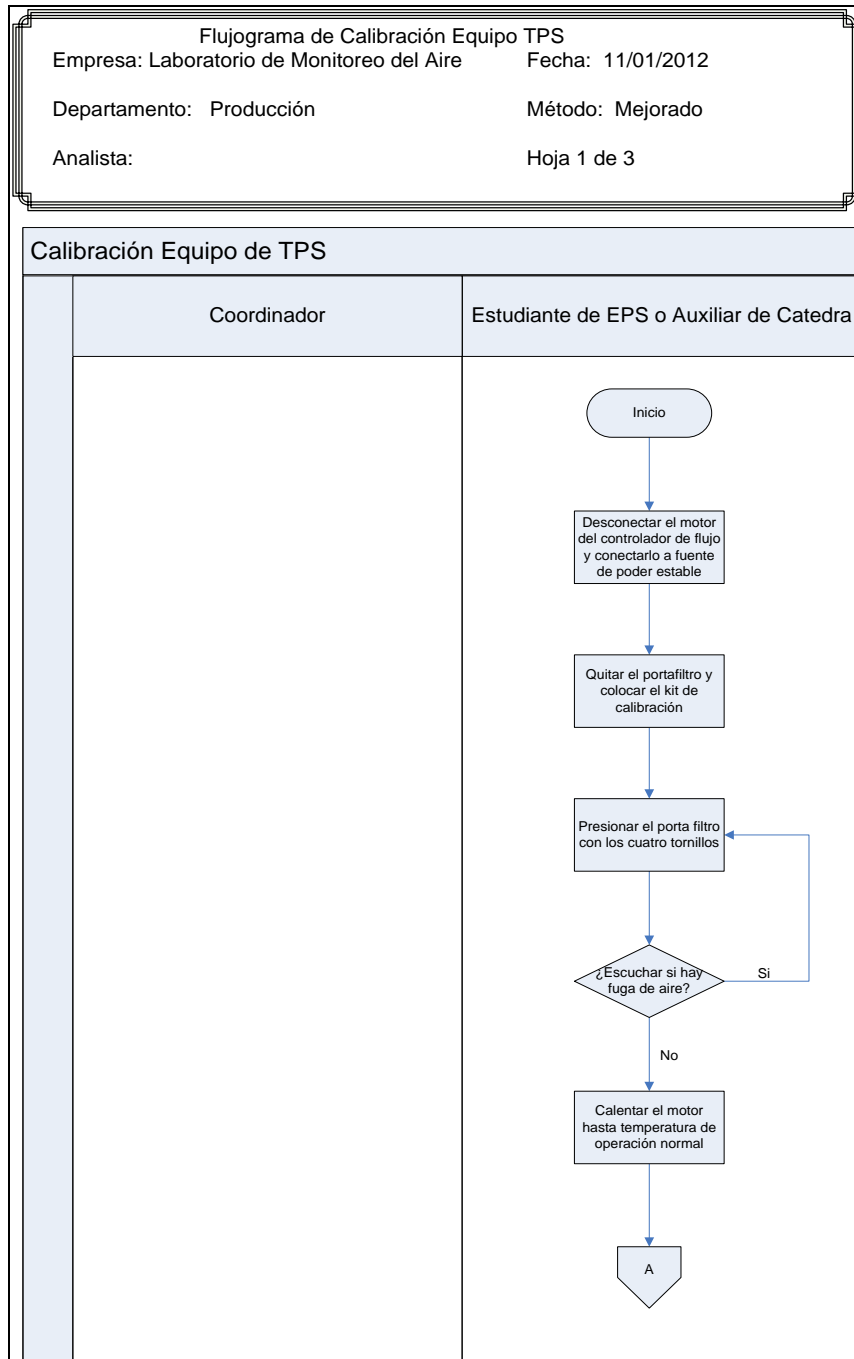 Flujograma de Calibración Equipo TPS
Empresa: Laboratorio de Monitoreo del Aire Fecha: 11/01/2012
Departamento: Producción Método: Mejorado
Analista: Hoja 1 de 3
Calibración Equipo de TPS
Coordinador Estudiante de EPS o Auxiliar de Catedra
Inicio
Desconectar el motor
del controlador de flujo
y conectarlo a fuente
de poder estable
Quitar el portafiltro y
colocar el kit de
calibración
Presionar el porta filtro
con los cuatro tornillos
¿Escuchar si hay
fuga de aire?
Si
No
Calentar el motor
hasta temperatura de
operación normal
A